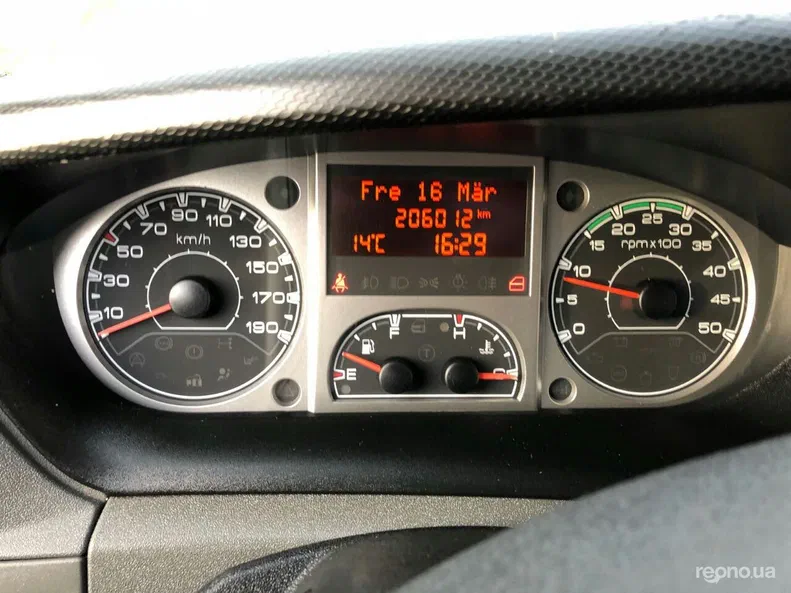 Fre 16 Mär
206012 km
14°C 16:29
10 30 50 70 90 110 130 150 170 190
km/h
E F
H C
0 5 10 15 20 25 30 35 40 45 50
rpm x 100
repno.ua